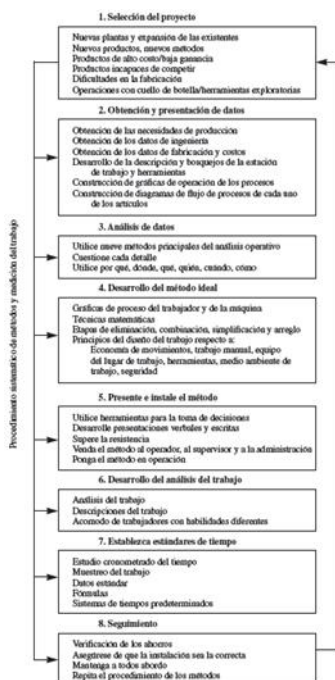 1. Selección del proyecto
Nuevas plantas y expansión de las existentes
Nuevos productos, nuevos métodos
Productos de alto costo/baja ganancia
Productos incapaces de competir
Dificultades en la fabricación
Operaciones con cuello de botella/herramientas exploratorias
2. Obtención y presentación de datos
Obtención de las necesidades de producción
Obtención de los datos de ingeniería
Obtención de los datos de fabricación y costos
Desarrollo de la descripción y bosquejos de la estación
de trabajo y herramientas
Construcción de gráficas de operación de los procesos
Construcción de diagramas de flujo de procesos de cada uno
de los artículos
3. Análisis de datos
Utilice nueve métodos principales del análisis operativo
Cuestione cada detalle
Utilice por qué, dónde, qué, quién, cuándo, cómo
4. Desarrollo del método ideal
Gráficas de proceso del trabajador y de la máquina
Técnicas matemáticas
Etapas de eliminación, combinación, simplificación y arreglo
Principios del diseño del trabajo respecto a:
Economía de movimientos, trabajo manual, equipo
del lugar de trabajo, herramientas, medio ambiente de
trabajo, seguridad
5. Presente e instale el método
Utilice herramientas para la toma de decisiones
Desarrolle presentaciones verbales y escritas
Supere la resistencia
Venda el método al operador, al supervisor y a la administración
Ponga el método en operación
6. Desarrollo del análisis del trabajo
Análisis del trabajo
Descripciones del trabajo
Acomodo de trabajadores con habilidades diferentes
7. Establezca estándares de tiempo
Estudio cronometrado del tiempo
Muestreo del trabajo
Datos estándar
Fórmulas
Sistemas de tiempos predeterminados
8. Seguimiento
Verificación de los ahorros
Asegúrese de que la instalación sea la correcta
Mantenga a todos abordo
Repita el procedimiento de los métodos
Procedimiento sistemático de métodos y medición del trabajo